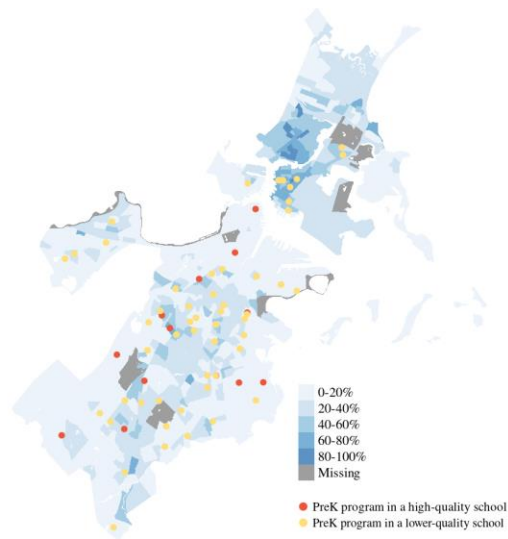 0-20%
20-40%
40-60%
60-80%
80-100%
Missing
PreK program in a high-quality school
PreK program in a lower-quality school